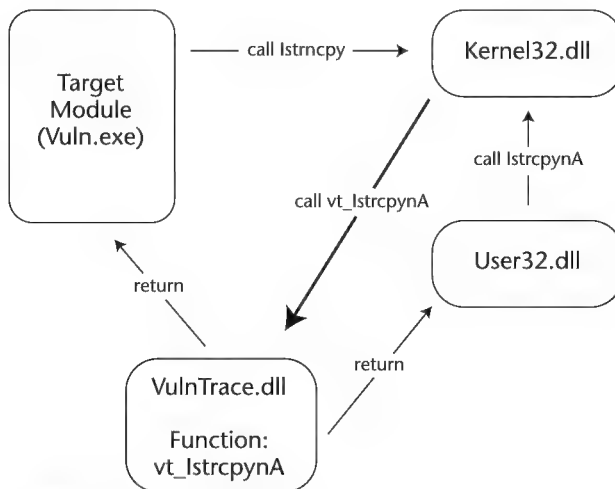 Target
Module
(Vuln.exe)
call lstrncpy
Kernel32.dll
call lstrcpynA
call vt_lstrcpynA
User32.dll
return
return
VulnTrace.dll
Function:
vt_lstrcpynA